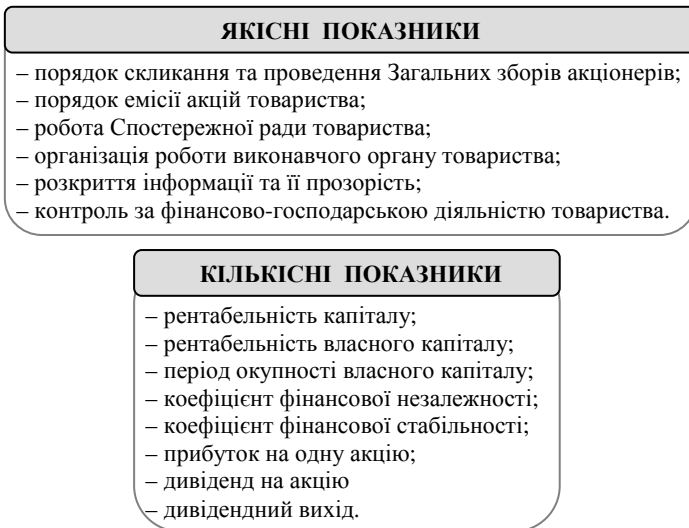 ЯКІСНІ ПОКАЗНИКИ
– порядок скликання та проведення Загальних зборів акціонерів;
– порядок емісії акцій товариства;
– робота Спостережної ради товариства;
– організація роботи виконавчого органу товариства;
– розкриття інформації та її прозорість;
– контроль за фінансово-господарською діяльністю товариства.
КІЛЬКІСНІ ПОКАЗНИКИ
– рентабельність капіталу;
– рентабельність власного капіталу;
– період окупності власного капіталу;
– коефіцієнт фінансової незалежності;
– коефіцієнт фінансової стабільності;
– прибуток на одну акцію;
– дивіденд на акцію
– дивідендний вихід.